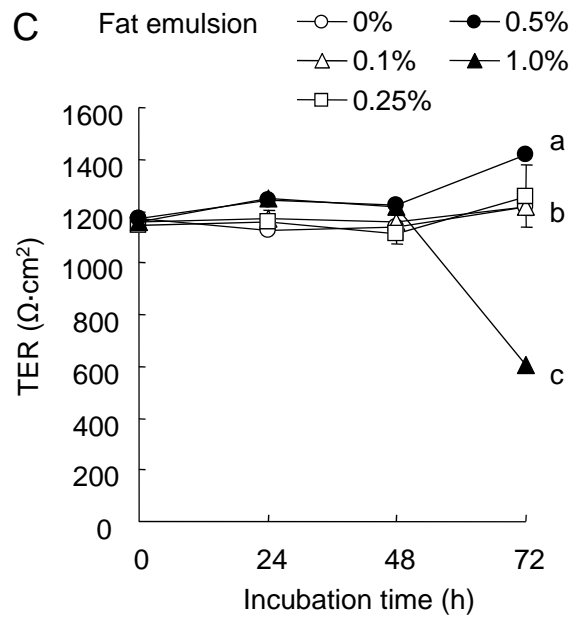 C Fat emulsion 0% 0.5%
0.1% 1.0%
0.25%
1600
1400
1200
1000
800
600
400
200
0
TER (Ω·cm²)
a
b
c
0 24 48 72
Incubation time (h)